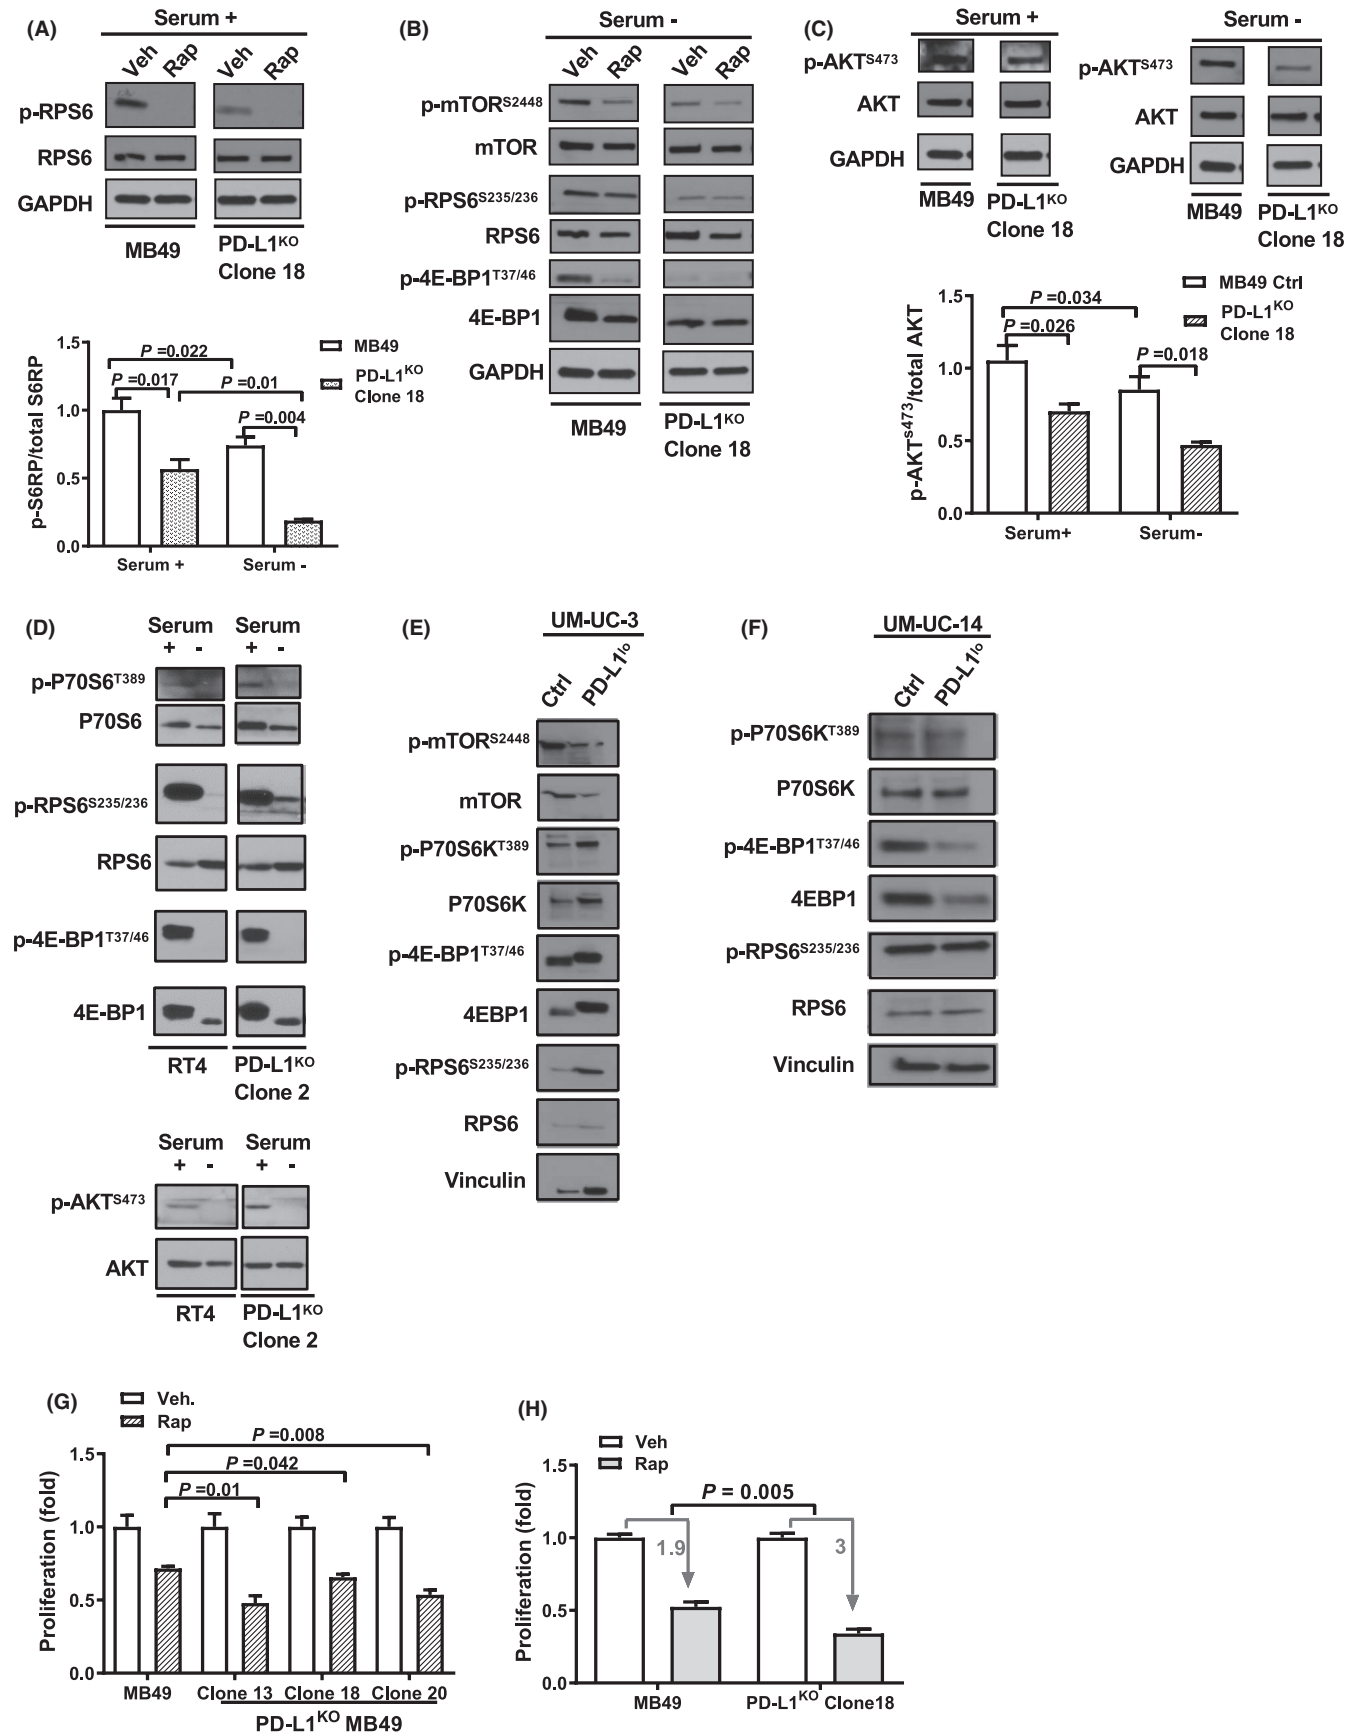 (A)
Serum +
Veh Rap Veh Rap
p-RPS6
RPS6
GAPDH
MB49
PD-L1KO
Clone 18
p-S6RP/total S6RP
1.5
1.0
0.5
0.0
P =0.022
P =0.017
P =0.01
P =0.004
MB49
PD-L1KO
Clone 18
Serum + Serum -
(B)
Serum -
Veh Rap Veh Rap
p-mTORS2448
mTOR
p-RPS6S235/236
RPS6
p-4E-BP1T37/46
4E-BP1
GAPDH
MB49
PD-L1KO
Clone 18
(C)
Serum +
p-AKTS473
AKT
GAPDH
MB49
PD-L1KO
Clone 18
Serum -
p-AKTS473
AKT
GAPDH
MB49
PD-L1KO
Clone 18
p-AKTs473/total AKT
1.5
1.0
0.5
0.0
P =0.034
P =0.026
P =0.018
MB49 Ctrl
PD-L1KO
Clone 18
Serum+ Serum-
(D)
Serum Serum
+ - + -
p-P70S6T389
P70S6
p-RPS6S235/236
RPS6
p-4E-BP1T37/46
4E-BP1
RT4
PD-L1KO
Clone 2
Serum Serum
+ - + -
p-AKTS473
AKT
RT4
PD-L1KO
Clone 2
(E)
UM-UC-3
Ctrl PD-L1lo
p-mTORS2448
mTOR
p-P70S6KT389
P70S6K
p-4E-BP1T37/46
4EBP1
p-RPS6S235/236
RPS6
Vinculin
(F)
UM-UC-14
Ctrl PD-L1lo
p-P70S6KT389
P70S6K
p-4E-BP1T37/46
4EBP1
p-RPS6S235/236
RPS6
Vinculin
(G)
Veh.
Rap
Proliferation (fold)
1.5
1.0
0.5
0.0
P =0.008
P =0.042
P =0.01
MB49 Clone 13 Clone 18 Clone 20
PD-L1KO MB49
(H)
Veh
Rap
Proliferation (fold)
1.5
1.0
0.5
0.0
P = 0.005
1.9
3
MB49 PD-L1KO Clone18